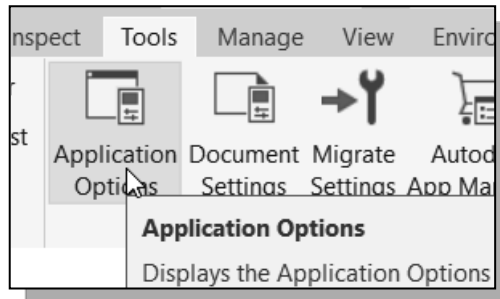 nspect Tools Manage View Enviro
st
Application Document Migrate Autod
Options Settings Settings App Ma
Application Options
Displays the Application Options